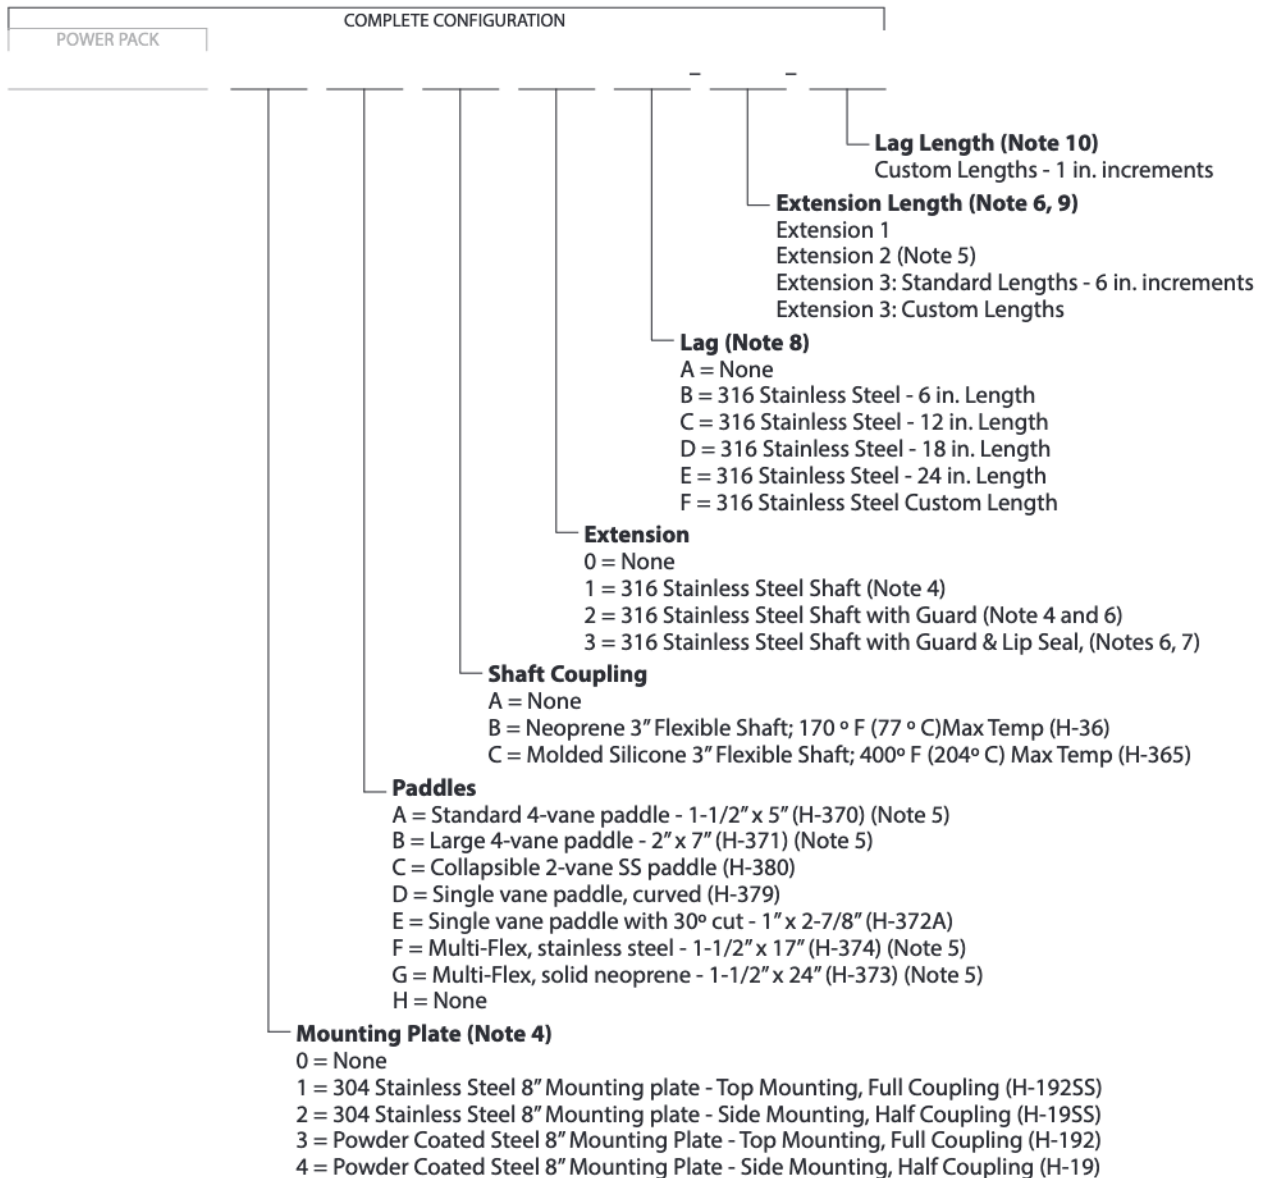 COMPLETE CONFIGURATION
POWER PACK
– –
Lag Length (Note 10)
Custom Lengths - 1 in. increments
Extension Length (Note 6, 9)
Extension 1
Extension 2 (Note 5)
Extension 3: Standard Lengths - 6 in. increments
Extension 3: Custom Lengths
Lag (Note 8)
A = None
B = 316 Stainless Steel - 6 in. Length
C = 316 Stainless Steel - 12 in. Length
D = 316 Stainless Steel - 18 in. Length
E = 316 Stainless Steel - 24 in. Length
F = 316 Stainless Steel Custom Length
Extension
0 = None
1 = 316 Stainless Steel Shaft (Note 4)
2 = 316 Stainless Steel Shaft with Guard (Note 4 and 6)
3 = 316 Stainless Steel Shaft with Guard & Lip Seal, (Notes 6, 7)
Shaft Coupling
A = None
B = Neoprene 3” Flexible Shaft; 170 º F (77 º C)Max Temp (H-36)
C = Molded Silicone 3” Flexible Shaft; 400º F (204º C) Max Temp (H-365)
Paddles
A = Standard 4-vane paddle - 1-1/2” x 5” (H-370) (Note 5)
B = Large 4-vane paddle - 2” x 7” (H-371) (Note 5)
C = Collapsible 2-vane SS paddle (H-380)
D = Single vane paddle, curved (H-379)
E = Single vane paddle with 30º cut - 1” x 2-7/8” (H-372A)
F = Multi-Flex, stainless steel - 1-1/2” x 17” (H-374) (Note 5)
G = Multi-Flex, solid neoprene - 1-1/2” x 24” (H-373) (Note 5)
H = None
Mounting Plate (Note 4)
0 = None
1 = 304 Stainless Steel 8” Mounting plate - Top Mounting, Full Coupling (H-192SS)
2 = 304 Stainless Steel 8” Mounting plate - Side Mounting, Half Coupling (H-19SS)
3 = Powder Coated Steel 8” Mounting Plate - Top Mounting, Full Coupling (H-192)
4 = Powder Coated Steel 8” Mounting Plate - Side Mounting, Half Coupling (H-19)